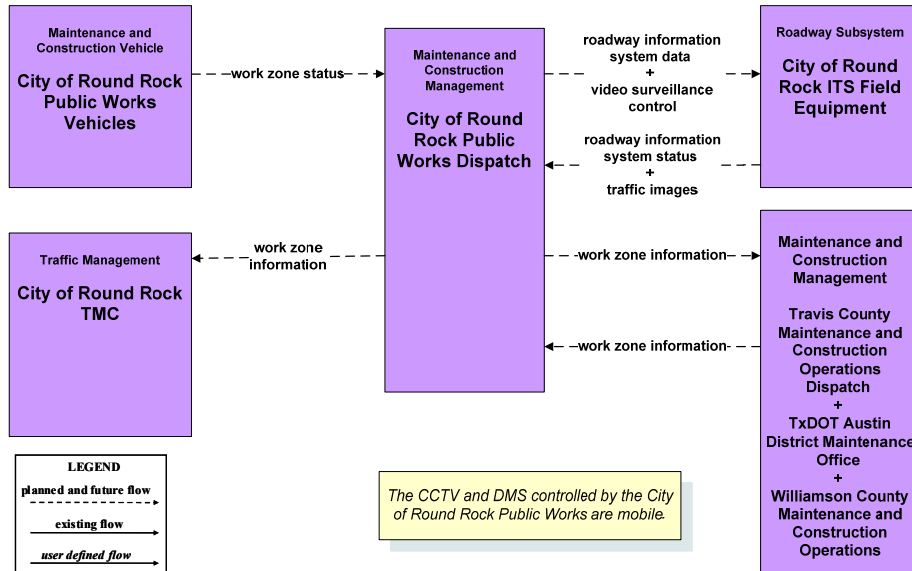 Maintenance and
Construction Vehicle
City of Round Rock
Public Works
Vehicles
work zone status
Maintenance and
Construction
Management
City of Round
Rock Public
Works Dispatch
roadway information
system data
+
video surveillance
control
roadway information
system status
+
traffic images
Roadway Subsystem
City of Round
Rock ITS Field
Equipment
Traffic Management
City of Round Rock
TMC
work zone
information
work zone information
work zone information
Maintenance and
Construction
Management
Travis County
Maintenance and
Construction
Operations
Dispatch
+
TxDOT Austin
District Maintenance
Office
+
Williamson County
Maintenance and
Construction
Operations
LEGEND
planned and future flow
existing flow
user defined flow
The CCTV and DMS controlled by the City
of Round Rock Public Works are mobile.